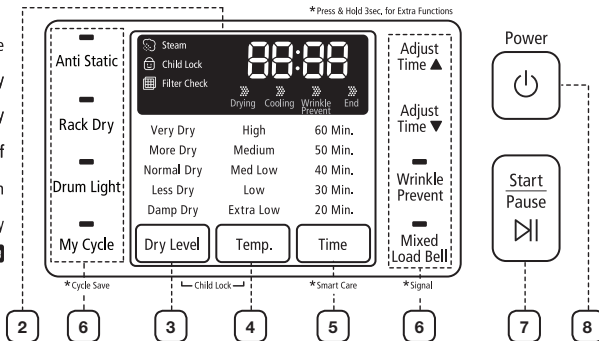 *Press & Hold 3sec, for Extra Functions
Steam
Child Lock
Filter Check
88:88
Drying Cooling Wrinkle Prevent End
Anti Static
Rack Dry
Drum Light
My Cycle
Very Dry High 60 Min.
More Dry Medium 50 Min.
Normal Dry Med Low 40 Min.
Less Dry Low 30 Min.
Damp Dry Extra Low 20 Min.
Dry Level Temp. Time
Adjust
Time ▲
Adjust
Time ▼
Wrinkle
Prevent
Mixed
Load Bell
Power
Start
Pause
*Cycle Save
Child Lock
*Smart Care
*Signal
2 6 3 4 5 6 7 8